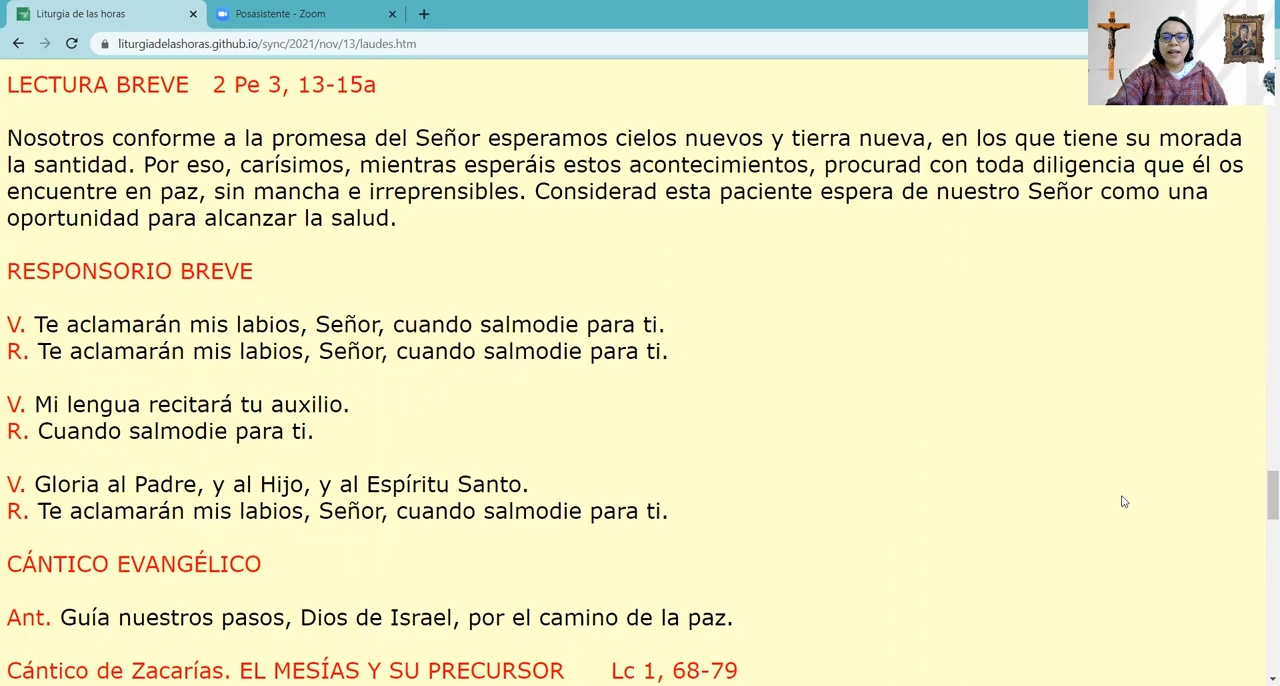 Liturgia de las horas
Posasistente - Zoom
liturgiadelashoras.github.io/sync/2021/nov/13/laudes.htm
LECTURA BREVE 2 Pe 3, 13-15a
Nosotros conforme a la promesa del Señor esperamos cielos nuevos y tierra nueva, en los que tiene su morada
la santidad. Por eso, carísimos, mientras esperáis estos acontecimientos, procurad con toda diligencia que él os
encuentre en paz, sin mancha e irreprensibles. Considerad esta paciente espera de nuestro Señor como una
oportunidad para alcanzar la salud.
RESPONSORIO BREVE
V. Te aclamarán mis labios, Señor, cuando salmodie para ti.
R. Te aclamarán mis labios, Señor, cuando salmodie para ti.
V. Mi lengua recitará tu auxilio.
R. Cuando salmodie para ti.
V. Gloria al Padre, y al Hijo, y al Espíritu Santo.
R. Te aclamarán mis labios, Señor, cuando salmodie para ti.
CÁNTICO EVANGÉLICO
Ant. Guía nuestros pasos, Dios de Israel, por el camino de la paz.
Cántico de Zacarías. EL MESÍAS Y SU PRECURSOR Lc 1, 68-79